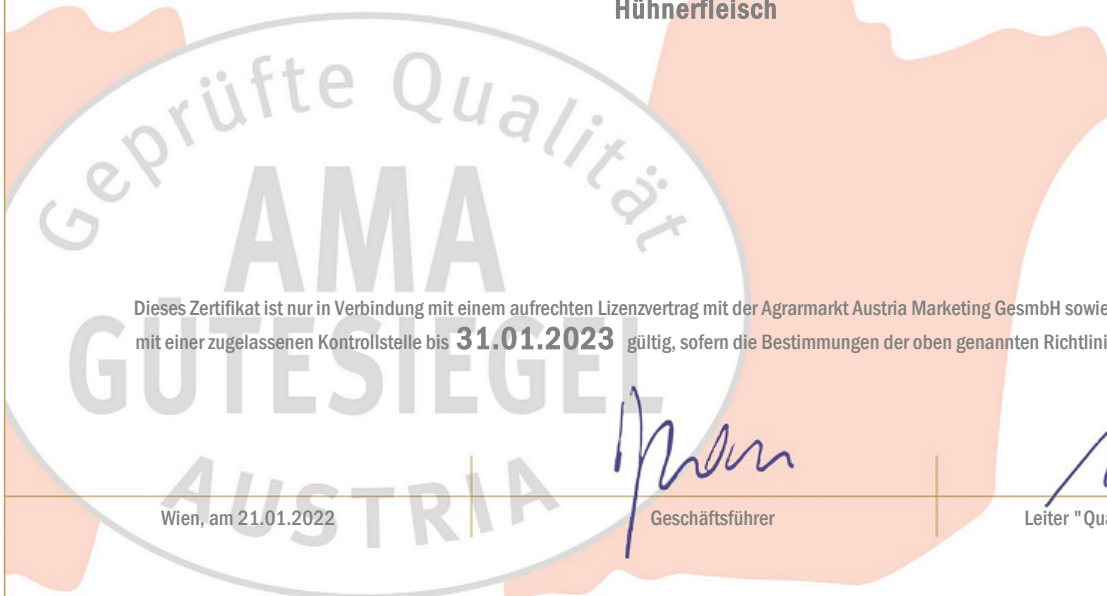 Hühnerfleisch
Geprüfte Qualität
AMA
GÜTESIEGEL
AUSTRIA
Dieses Zertifikat ist nur in Verbindung mit einem aufrechten Lizenzvertrag mit der Agrarmarkt Austria Marketing GesmbH sowie
mit einer zugelassenen Kontrollstelle bis 31.01.2023 gültig, sofern die Bestimmungen der oben genannten
Wien, am 21.01.2022
Geschäftsführer
Leiter